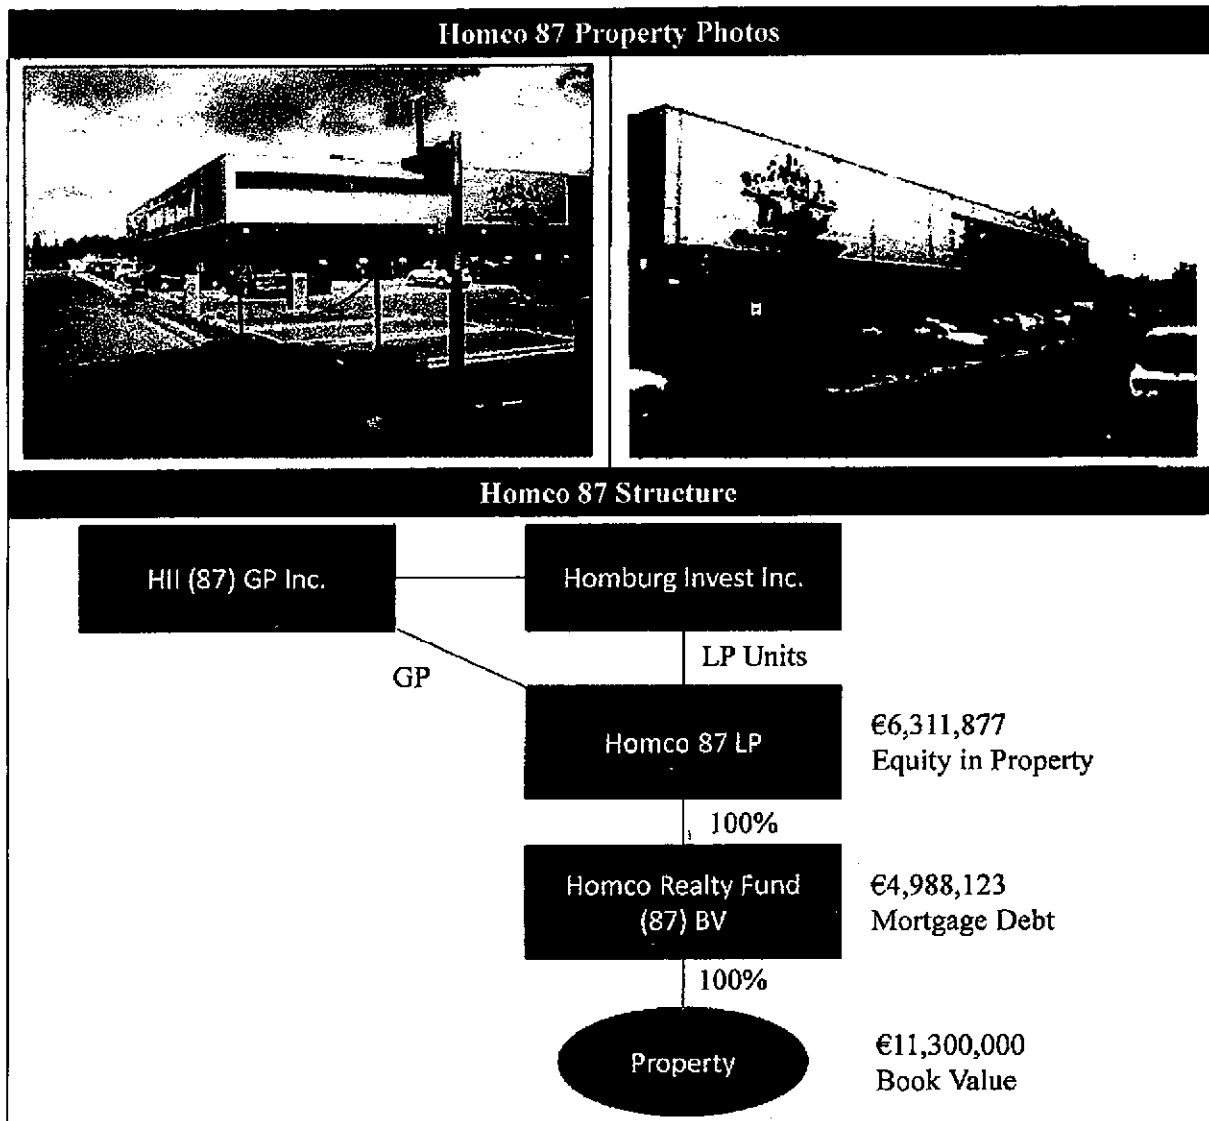 Homco 87 Property Photos
Homco 87 Structure
HII (87) GP Inc.
Homburg Invest Inc.
GP
LP Units
Homco 87 LP
€6,311,877
Equity in Property
100%
Homco Realty Fund
(87) BV
€4,988,123
Mortgage Debt
100%
Property
€11,300,000
Book Value